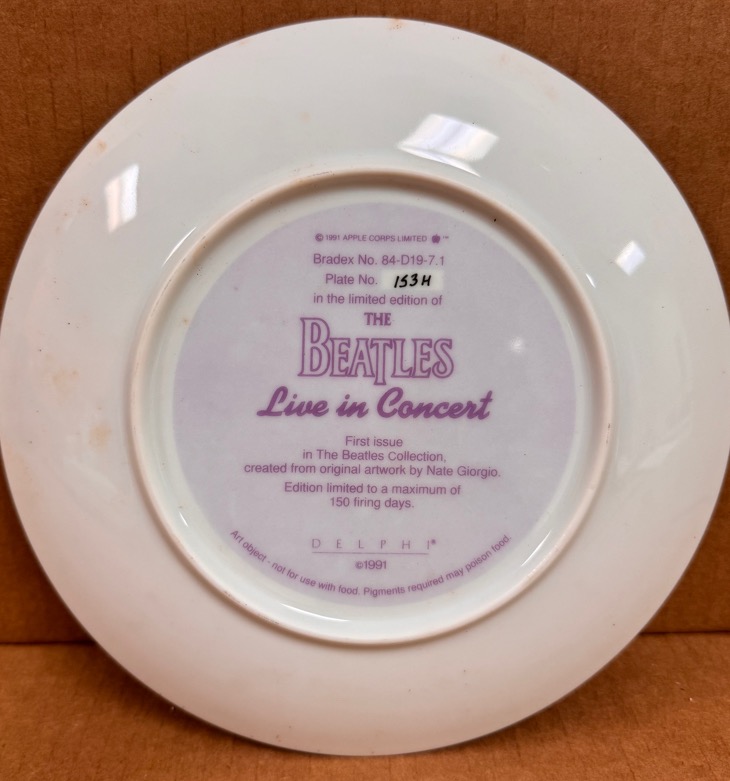 © 1991 APPLE CORPS LIMITED ™
Bradex No. 84-D19-7.1
Plate No. 153H
in the limited edition of
THE
BEATLES
Live in Concert
First issue
in The Beatles Collection,
created from original artwork by Nate Giorgio.
Edition limited to a maximum of
150 firing days.
DELPHI®
©1991
Art object - not for use with food. Pigments required may poison food.